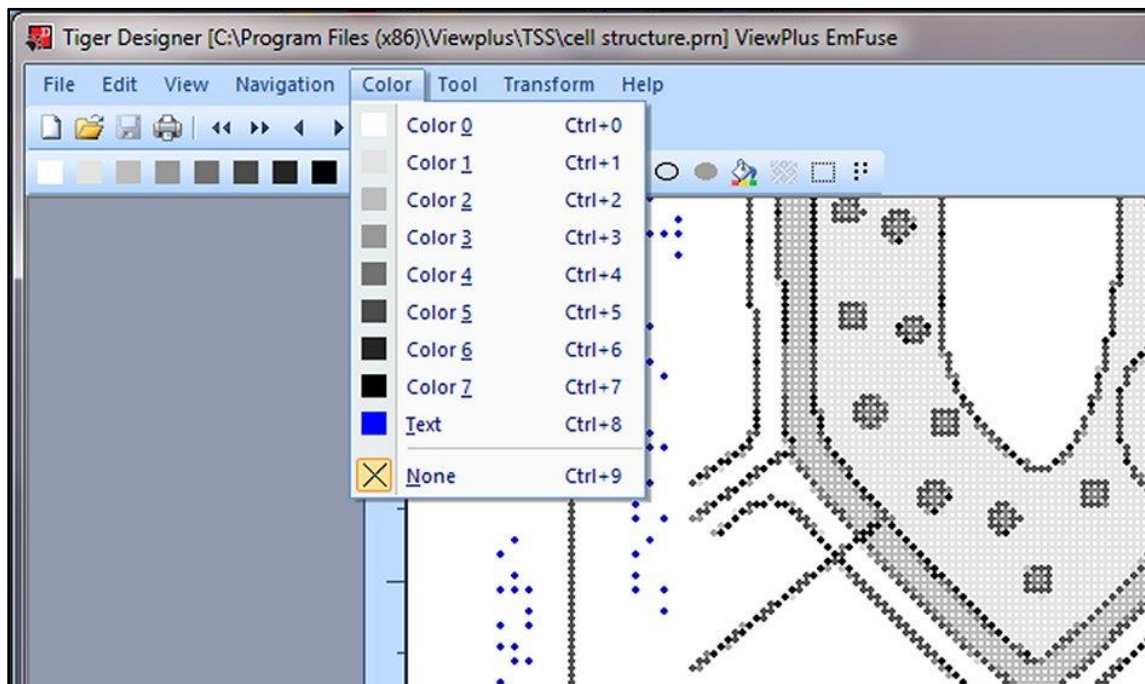 Tiger Designer [C:\Program Files (x86)\Viewplus\TSS\cell structure.prn] ViewPlus EmFuse
File Edit View Navigation Color Tool Transform Help
Color 0 Ctrl+0
Color 1 Ctrl+1
Color 2 Ctrl+2
Color 3 Ctrl+3
Color 4 Ctrl+4
Color 5 Ctrl+5
Color 6 Ctrl+6
Color 7 Ctrl+7
Text Ctrl+8
None Ctrl+9